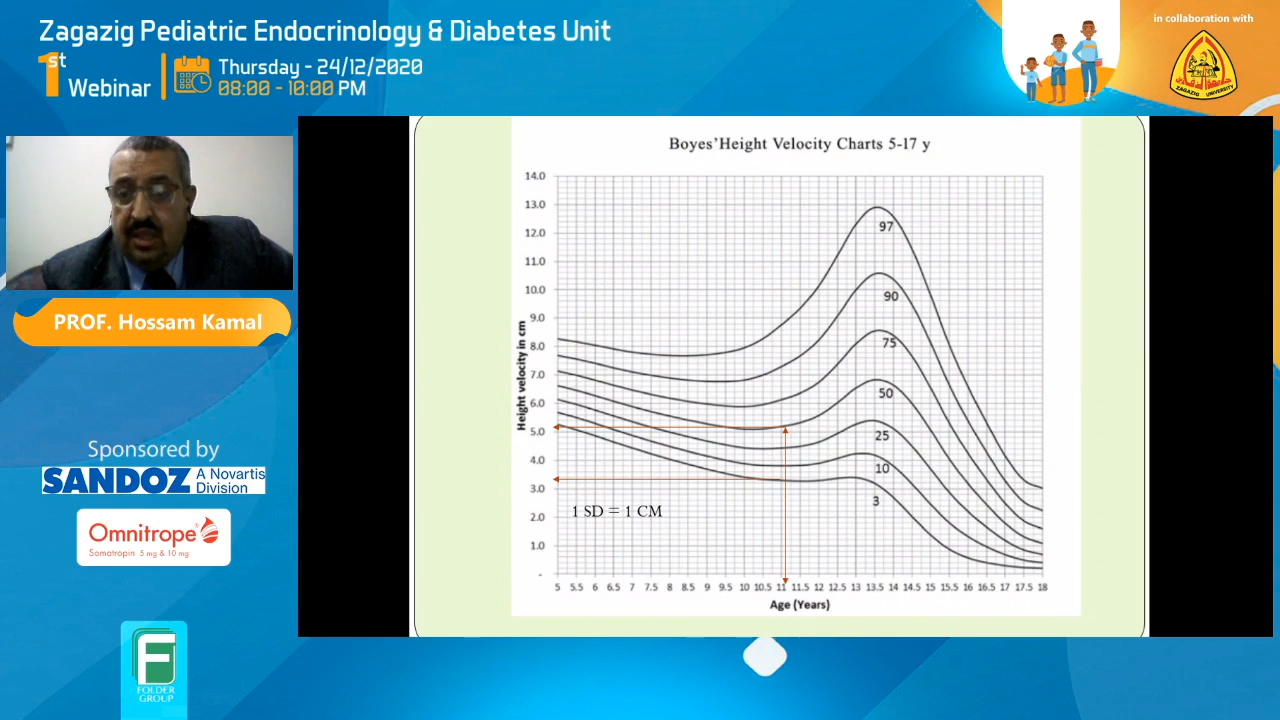 Zagazig Pediatric Endocrinology & Diabetes Unit
1st Webinar
Thursday - 24/12/2020
08:00 - 10:00 PM
in collaboration with
ZAGAZIG UNIVERSITY
PROF. Hossam Kamal
Sponsored by
SANDOZ A Novartis Division
Omnitrope
Somatropin 5 mg & 10 mg
F
FOLDER GROUP
Boyes'Height Velocity Charts 5-17 y
Height velocity in cm
14.0
13.0
12.0
11.0
10.0
9.0
8.0
7.0
6.0
5.0
4.0
3.0
2.0
1.0
-
97
90
75
50
25
10
3
1 SD = 1 CM
5 5.5 6 6.5 7 7.5 8 8.5 9 9.5 10 10.5 11 11.5 12 12.5 13 13.5 14 14.5 15 15.5 16 16.5 17 17.5 18
Age (Years)